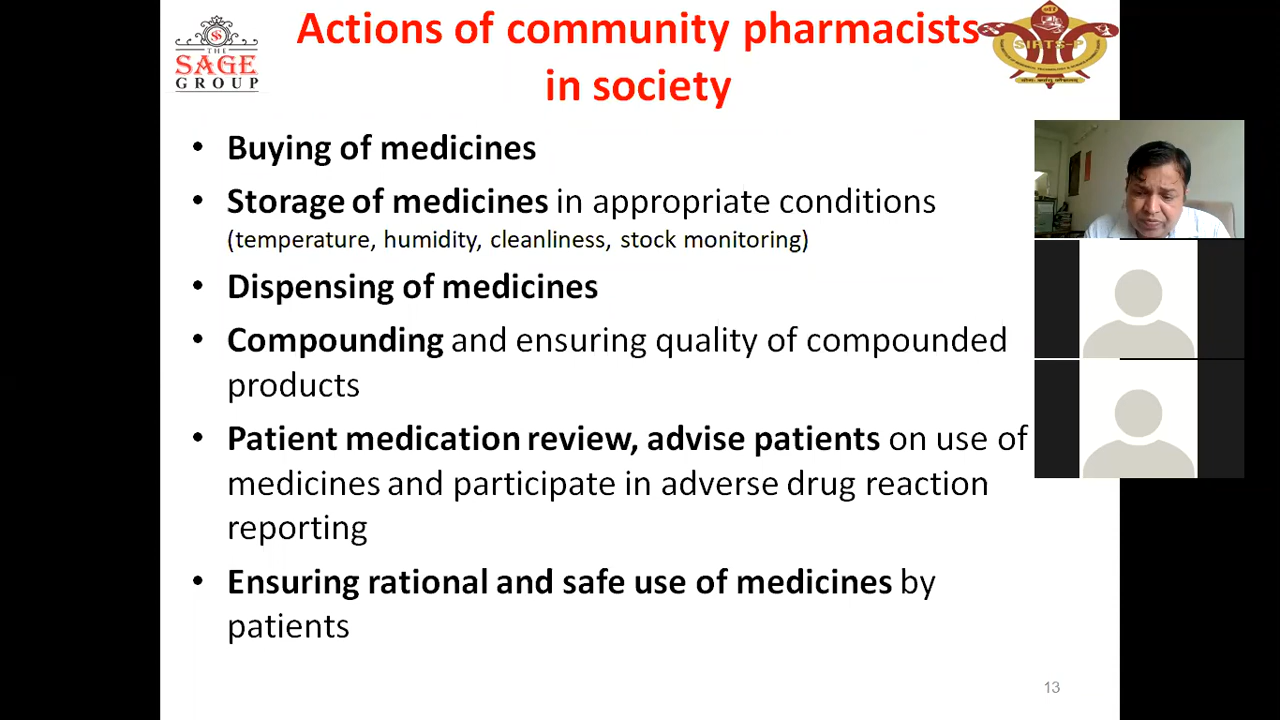 Actions of community pharmacists
in society
THE
SAGE
GROUP
SIRTS-P
• Buying of medicines
• Storage of medicines in appropriate conditions
(temperature, humidity, cleanliness, stock monitoring)
• Dispensing of medicines
• Compounding and ensuring quality of compounded
products
• Patient medication review, advise patients on use of
medicines and participate in adverse drug reaction
reporting
• Ensuring rational and safe use of medicines by
patients
13